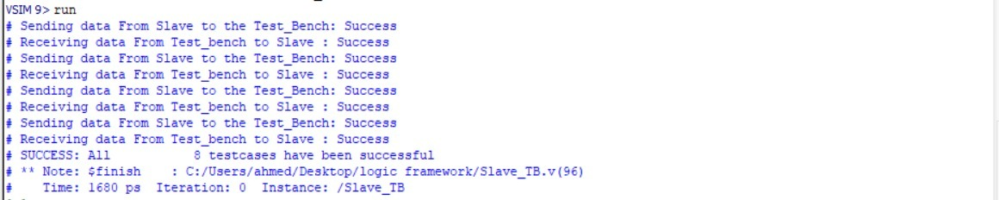 VSIM 9> run
# Sending data From Slave to the Test_Bench: Success
# Receiving data From Test_bench to Slave : Success
# Sending data From Slave to the Test_Bench: Success
# Receiving data From Test_bench to Slave : Success
# Sending data From Slave to the Test_Bench: Success
# Receiving data From Test_bench to Slave : Success
# Sending data From Slave to the Test_Bench: Success
# Receiving data From Test_bench to Slave : Success
# SUCCESS: All           8 testcases have been successful
# ** Note: $finish    : C:/Users/ahmed/Desktop/logic framework/Slave_TB.v(96)
#    Time: 1680 ps  Iteration: 0  Instance: /Slave_TB